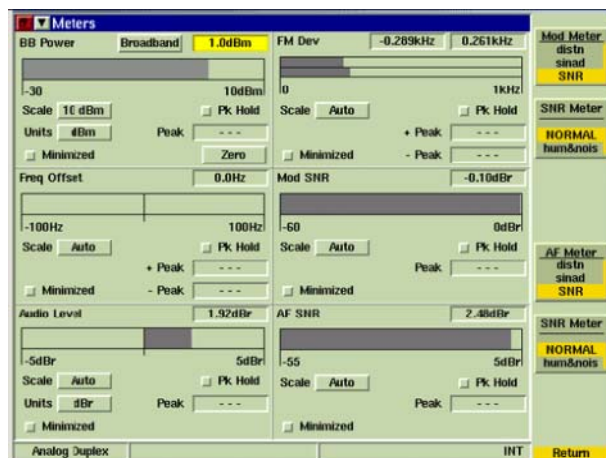 Meters
BB Power Broadband 1.0dBm
-30 10dBm
Scale 10 dBm Pk Hold
Units dBm Peak - - -
Minimized Zero
FM Dev -0.289kHz 0.261kHz
0 1kHz
Scale Auto Pk Hold
+ Peak - - -
Minimized - Peak - - -
Freq Offset 0.0Hz
-100Hz 100Hz
Scale Auto Pk Hold
+ Peak - - -
Minimized - Peak - - -
Mod SNR -0.10dBr
-60 0dBr
Scale Auto Pk Hold
Peak - - -
Minimized
Audio Level 1.92dBr
-5dBr 5dBr
Scale Auto Pk Hold
Units dBr Peak - - -
Minimized
AF SNR 2.48dBr
-55 5dBr
Scale Auto Pk Hold
Peak - - -
Minimized
Mod Meter
distn
sinad
SNR
SNR Meter
NORMAL
hum&nois
AF Meter
distn
sinad
SNR
SNR Meter
NORMAL
hum&nois
Analog Duplex INT Return